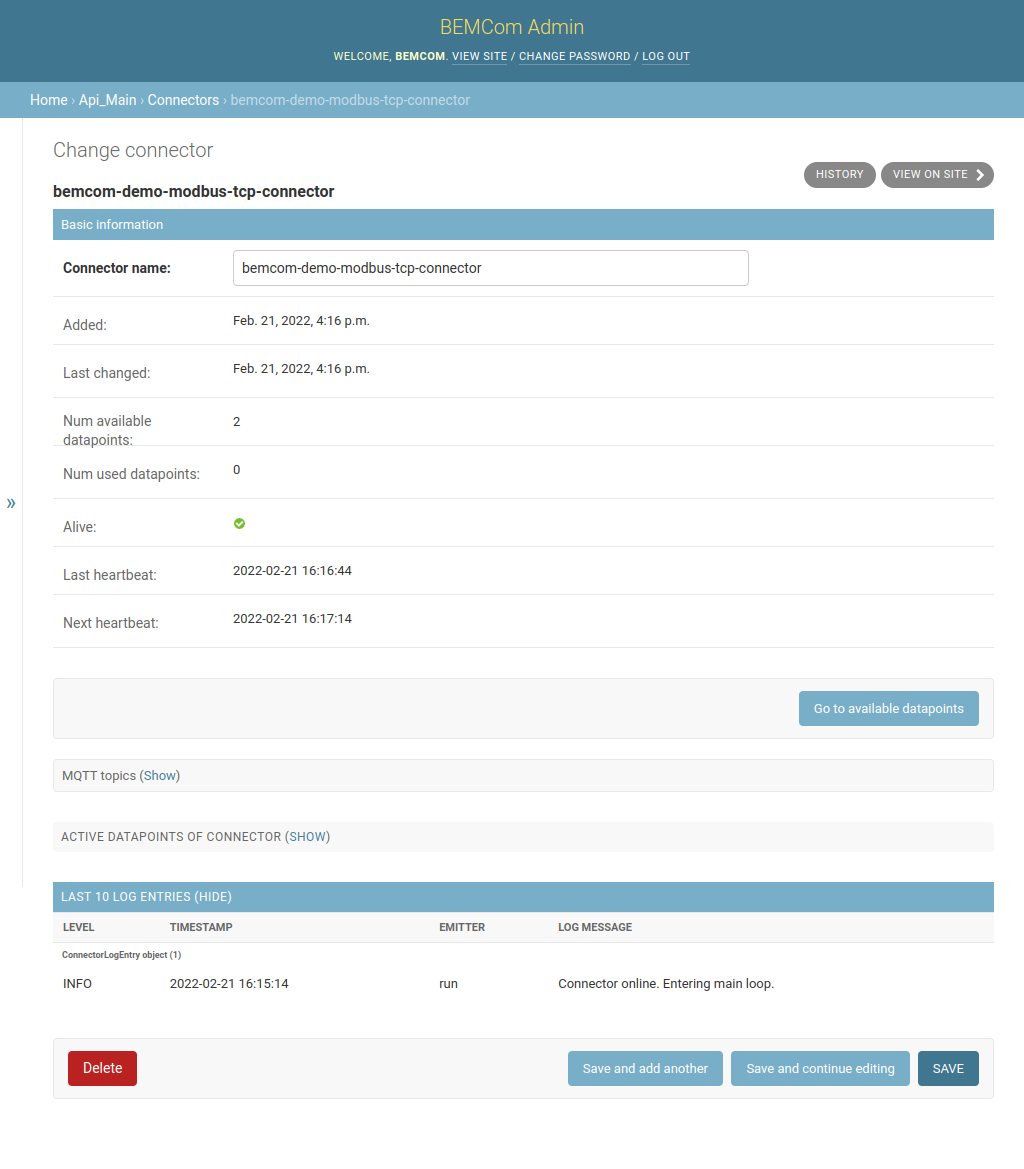 BEMCom Admin
WELCOME, BEMCOM. VIEW SITE / CHANGE PASSWORD / LOG OUT
Home › Api_Main › Connectors › bemcom-demo-modbus-tcp-connector
Change connector
HISTORY VIEW ON SITE
bemcom-demo-modbus-tcp-connector
Basic information
Connector name: bemcom-demo-modbus-tcp-connector
Added: Feb. 21, 2022, 4:16 p.m.
Last changed: Feb. 21, 2022, 4:16 p.m.
Num available 2
datapoints:
Num used datapoints: 0
»
Alive:
Last heartbeat: 2022-02-21 16:16:44
Next heartbeat: 2022-02-21 16:17:14
Go to available datapoints
MQTT topics (Show)
ACTIVE DATAPOINTS OF CONNECTOR (SHOW)
LAST 10 LOG ENTRIES (HIDE)
LEVEL TIMESTAMP EMITTER LOG MESSAGE
ConnectorLogEntry object (1)
INFO 2022-02-21 16:15:14 run Connector online. Entering main loop.
Delete Save and add another Save and continue editing SAVE